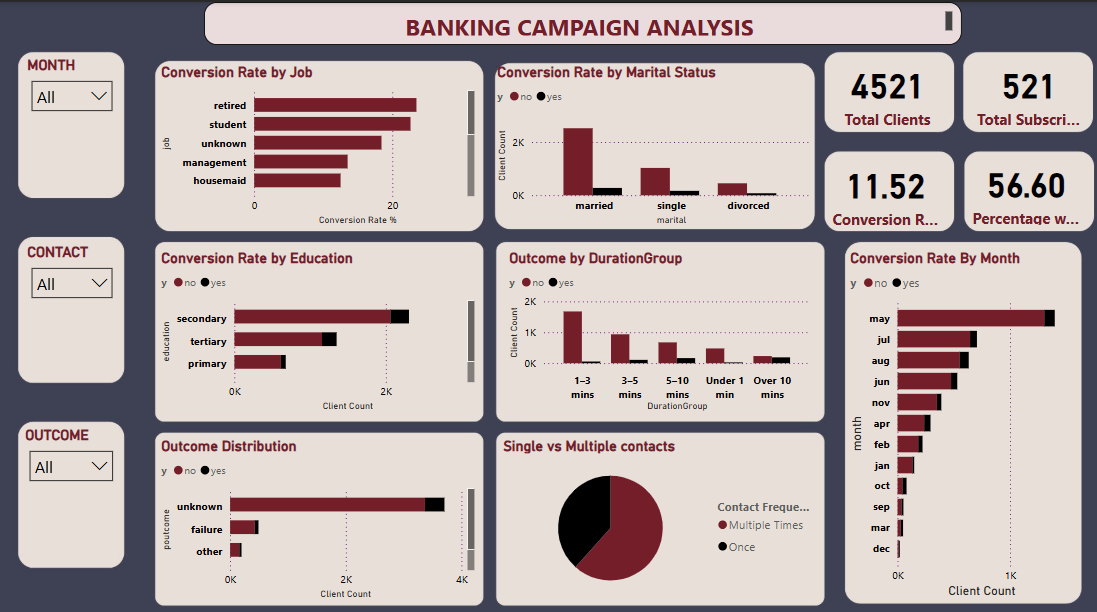 BANKING CAMPAIGN ANALYSIS
MONTH
All
CONTACT
All
OUTCOME
All
Conversion Rate by Job
job
retired
student
unknown
management
housemaid
0 20
Conversion Rate %
Conversion Rate by Marital Status
y no yes
Client Count
2K
0K
married single divorced
marital
4521
Total Clients
521
Total Subscri...
11.52
Conversion R...
56.60
Percentage w...
Conversion Rate by Education
y no yes
education
secondary
tertiary
primary
0K 2K
Client Count
Outcome by DurationGroup
y no yes
Client Count
2K
1K
0K
1–3 3–5 5–10 Under 1 Over 10
mins mins mins min mins
DurationGroup
Conversion Rate By Month
y no yes
month
may
jul
aug
jun
nov
apr
feb
jan
oct
sep
mar
dec
0K 1K
Client Count
Outcome Distribution
y no yes
poutcome
unknown
failure
other
0K 2K 4K
Client Count
Single vs Multiple contacts
Contact Freque...
Multiple Times
Once